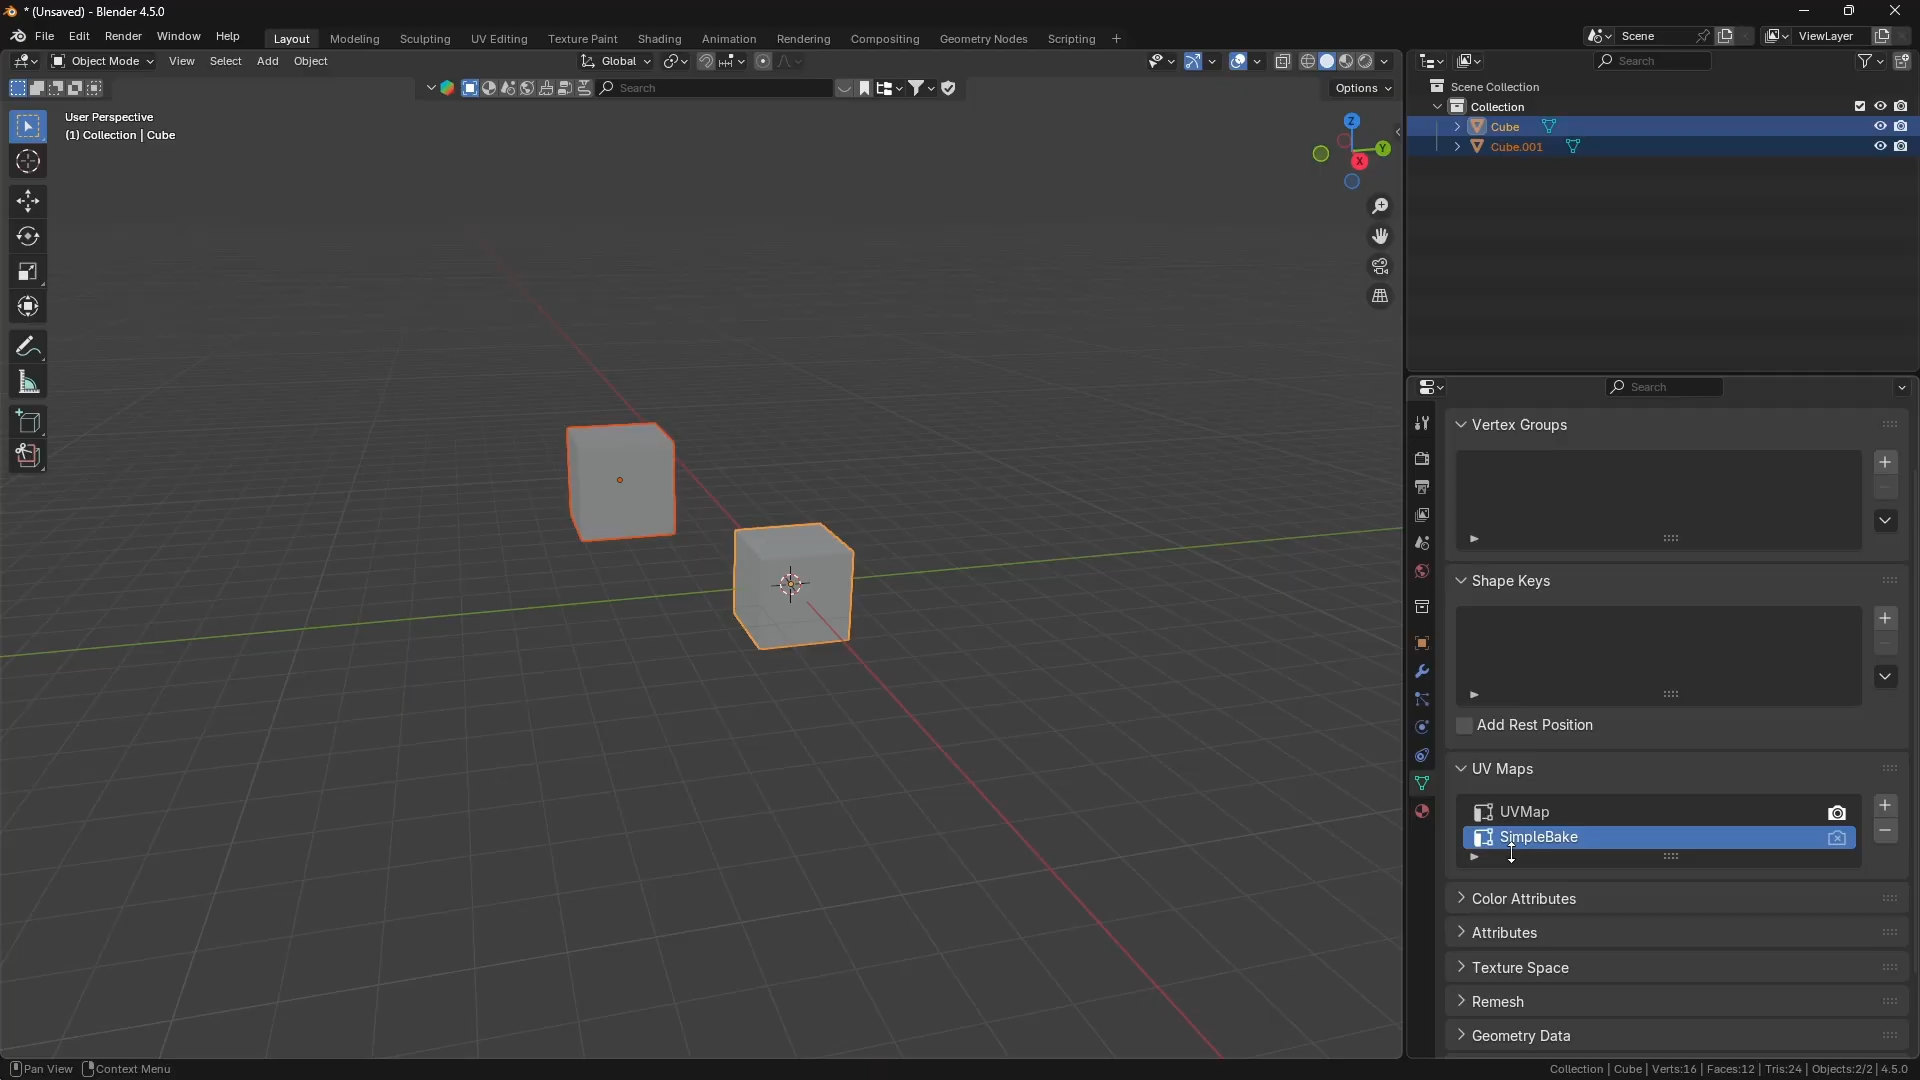 * (Unsaved) - Blender 4.5.0
File Edit Render Window Help Layout Modeling Sculpting UV Editing Texture Paint Shading Animation Rendering Compositing Geometry Nodes Scripting + Scene ViewLayer
Object Mode View Select Add Object Global Search
Search Options
User Perspective
(1) Collection | Cube
Z
Y
X
Scene Collection
Collection
Cube
Cube.001
Search
Vertex Groups
Shape Keys
Add Rest Position
UV Maps
UVMap
SimpleBake
Color Attributes
Attributes
Texture Space
Remesh
Geometry Data
Pan View Context Menu Collection | Cube | Verts:16 | Faces:12 | Tris:24 | Objects:2/2 | 4.5.0